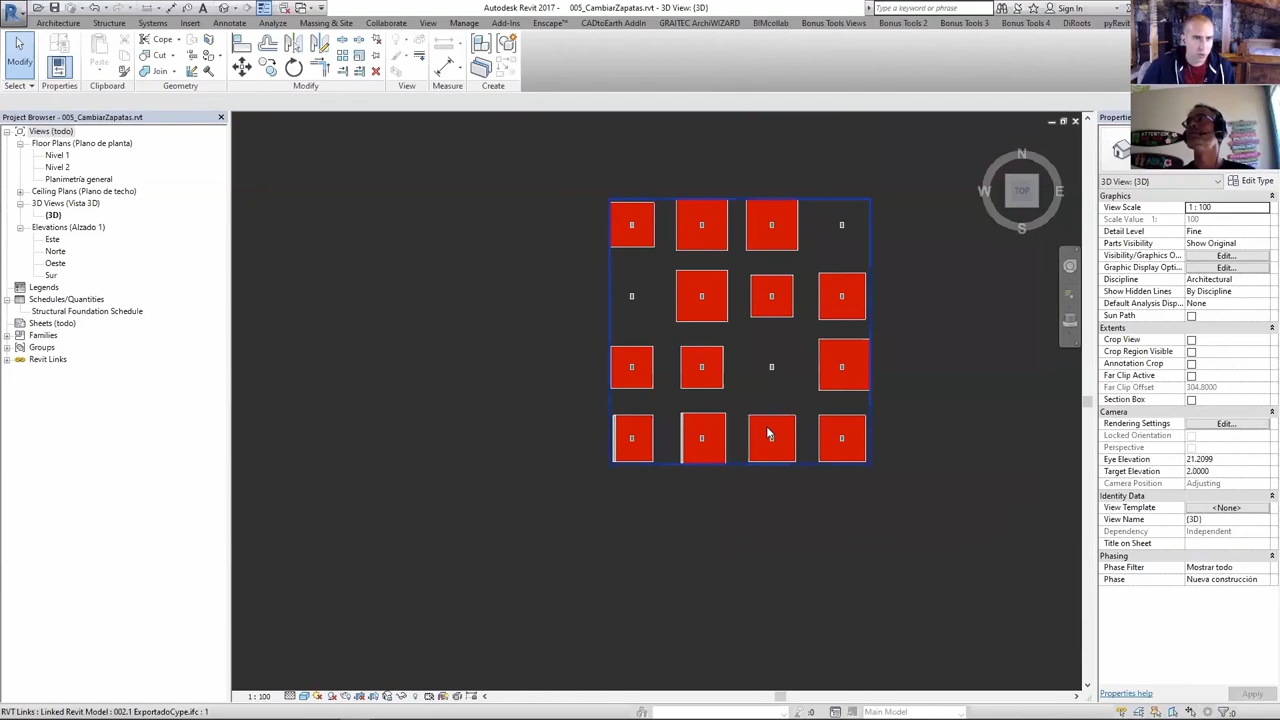 Autodesk Revit 2017 - 005_CambiarZapatas.rvt - 3D View: {3D}
Type a keyword or phrase
Sign In
Architecture Structure Systems Insert Annotate Analyze Massing & Site Collaborate View Manage Add-Ins Enscape™ CADtoEarth AddIn GRAITEC ArchiWIZARD BIMcollab Bonus Tools Views Bonus Tools 2 Bonus Tools 3 Bonus Tools 4 DiRoots pyRevit
Modify
Paste
Cope
Cut
Join
Select Properties Clipboard Geometry Modify View Measure Create
Project Browser - 005_CambiarZapatas.rvt
Views (todo)
Floor Plans (Plano de planta)
Nivel 1
Nivel 2
Planimetría general
Ceiling Plans (Plano de techo)
3D Views (Vista 3D)
{3D}
Elevations (Alzado 1)
Este
Norte
Oeste
Sur
Legends
Schedules/Quantities
Structural Foundation Schedule
Sheets (todo)
Families
Groups
Revit Links
N
W
TOP
E
S
Properties
3D View: {3D}
Edit Type
Graphics
View Scale 1 : 100
Scale Value 1: 100
Detail Level Fine
Parts Visibility Show Original
Visibility/Graphics O... Edit...
Graphic Display Opti... Edit...
Discipline Architectural
Show Hidden Lines By Discipline
Default Analysis Disp... None
Sun Path
Extents
Crop View
Crop Region Visible
Annotation Crop
Far Clip Active
Far Clip Offset 304.8000
Section Box
Camera
Rendering Settings Edit...
Locked Orientation
Perspective
Eye Elevation 21.2099
Target Elevation 2.0000
Camera Position Adjusting
Identity Data
View Template <None>
View Name {3D}
Dependency Independent
Title on Sheet
Phasing
Phase Filter Mostrar todo
Phase Nueva construcción
Properties help
Apply
1 : 100
RVT Links : Linked Revit Model : 002.1 ExportadoCype.ifc : 1
:0
Main Model
:0